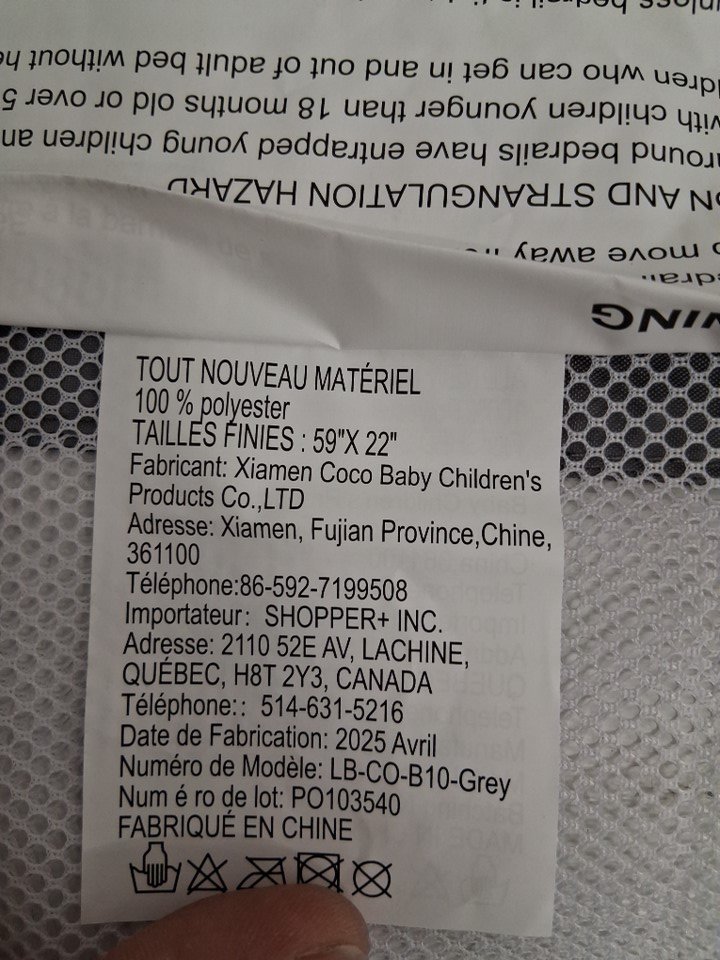 AND STRANGULATION HAZARD
bedrails have entrapped young children
with children younger than 18 months old or over 5
who can get in and out of adult bed without
bedrail
move away
TOUT NOUVEAU MATÉRIEL
100 % polyester
TAILLES FINIES : 59"X 22"
Fabricant: Xiamen Coco Baby Children's
Products Co.,LTD
Adresse: Xiamen, Fujian Province,Chine,
361100
Téléphone:86-592-7199508
Importateur: SHOPPER+ INC.
Adresse: 2110 52E AV, LACHINE,
QUÉBEC, H8T 2Y3, CANADA
Téléphone:: 514-631-5216
Date de Fabrication: 2025 Avril
Numéro de Modèle: LB-CO-B10-Grey
Num é ro de lot: PO103540
FABRIQUÉ EN CHINE